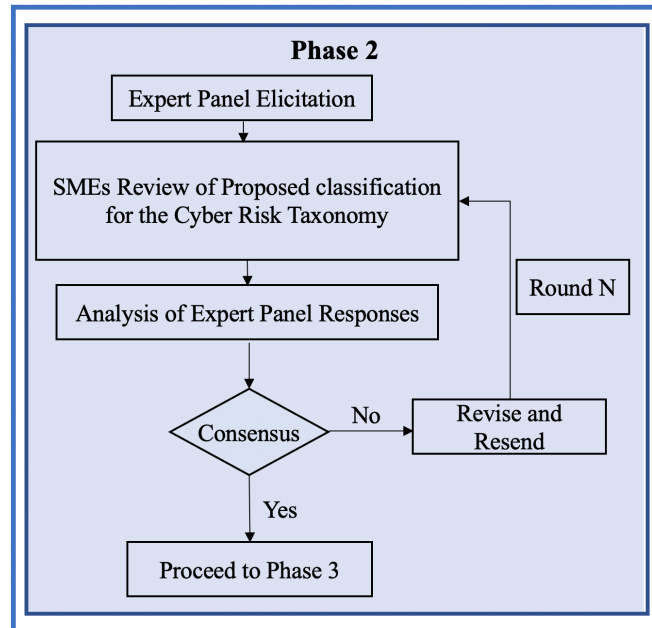 Phase 2
Expert Panel Elicitation
SMEs Review of Proposed classification
for the Cyber Risk Taxonomy
Round N
Analysis of Expert Panel Responses
Consensus
No
Revise and
Resend
Yes
Proceed to Phase 3